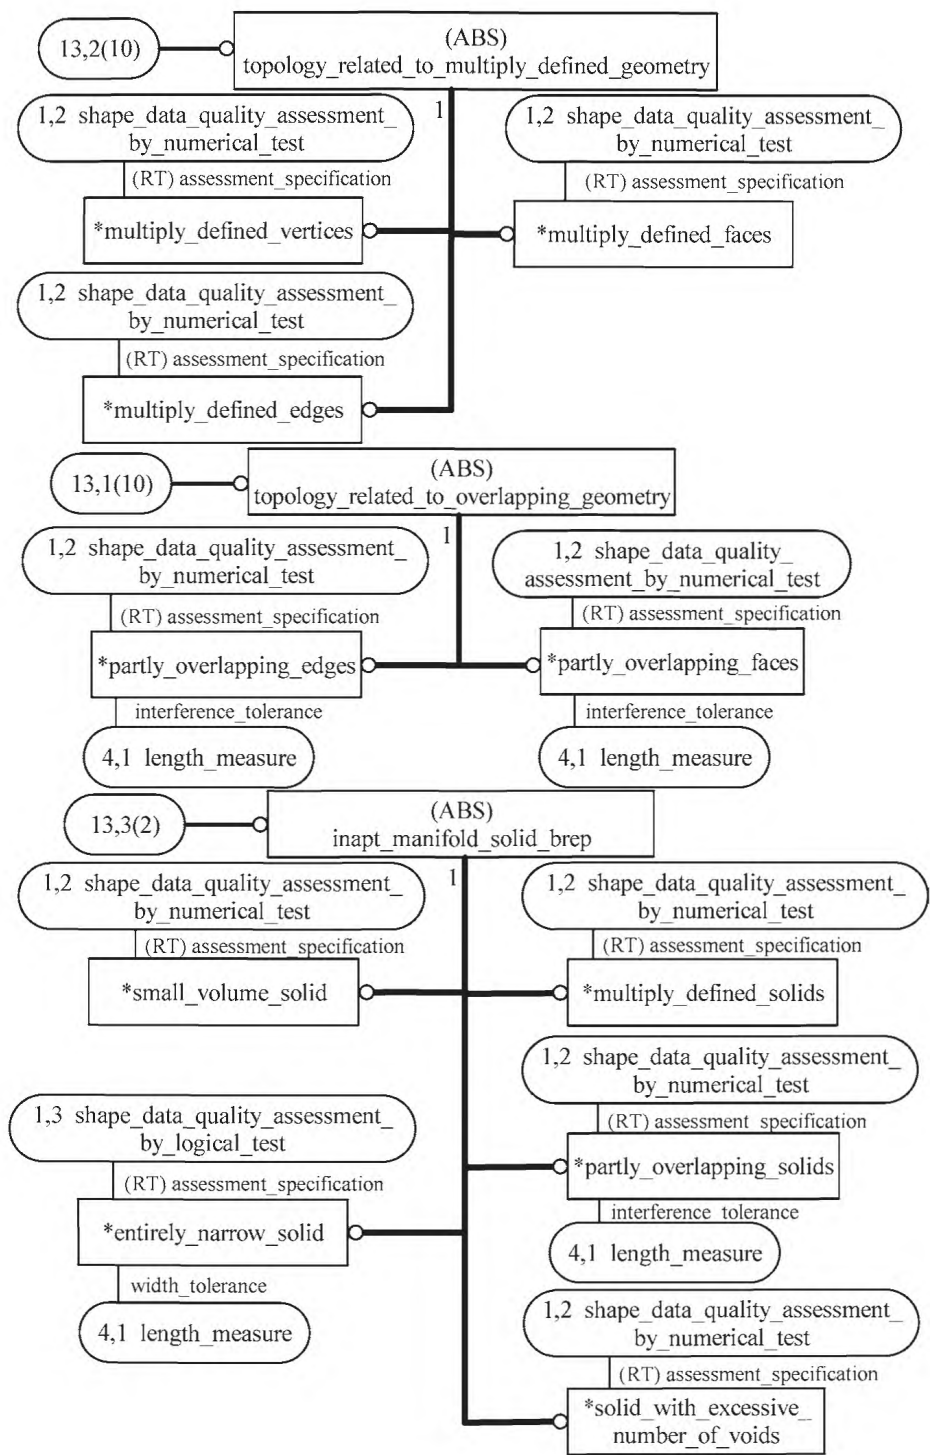 (ABS)
13,2(10)
topology_related_to_multiply_defined_geometry
1
1,2 shape_data_quality_assessment_
by_numerical_test
(RT) assessment_specification
*multiply_defined_vertices
1,2 shape_data_quality_assessment_
by_numerical_test
(RT) assessment_specification
*multiply_defined_faces
1,2 shape_data_quality_assessment_
by_numerical_test
(RT) assessment_specification
*multiply_defined_edges
(ABS)
13,1(10)
topology_related_to_overlapping_geometry
1
1,2 shape_data_quality_assessment_
by_numerical_test
(RT) assessment_specification
*partly_overlapping_edges
interference_tolerance
4,1 length_measure
1,2 shape_data_quality_
assessment_by_numerical_test
(RT) assessment_specification
*partly_overlapping_faces
interference_tolerance
4,1 length_measure
(ABS)
13,3(2)
inapt_manifold_solid_brep
1
1,2 shape_data_quality_assessment_
by_numerical_test
(RT) assessment_specification
*small_volume_solid
1,2 shape_data_quality_assessment_
by_numerical_test
(RT) assessment_specification
*multiply_defined_solids
1,2 shape_data_quality_assessment_
by_numerical_test
(RT) assessment_specification
*partly_overlapping_solids
interference_tolerance
4,1 length_measure
1,3 shape_data_quality_assessment_
by_logical_test
(RT) assessment_specification
*entirely_narrow_solid
width_tolerance
4,1 length_measure
1,2 shape_data_quality_assessment_
by_numerical_test
(RT) assessment_specification
*solid_with_excessive_
number_of_voids